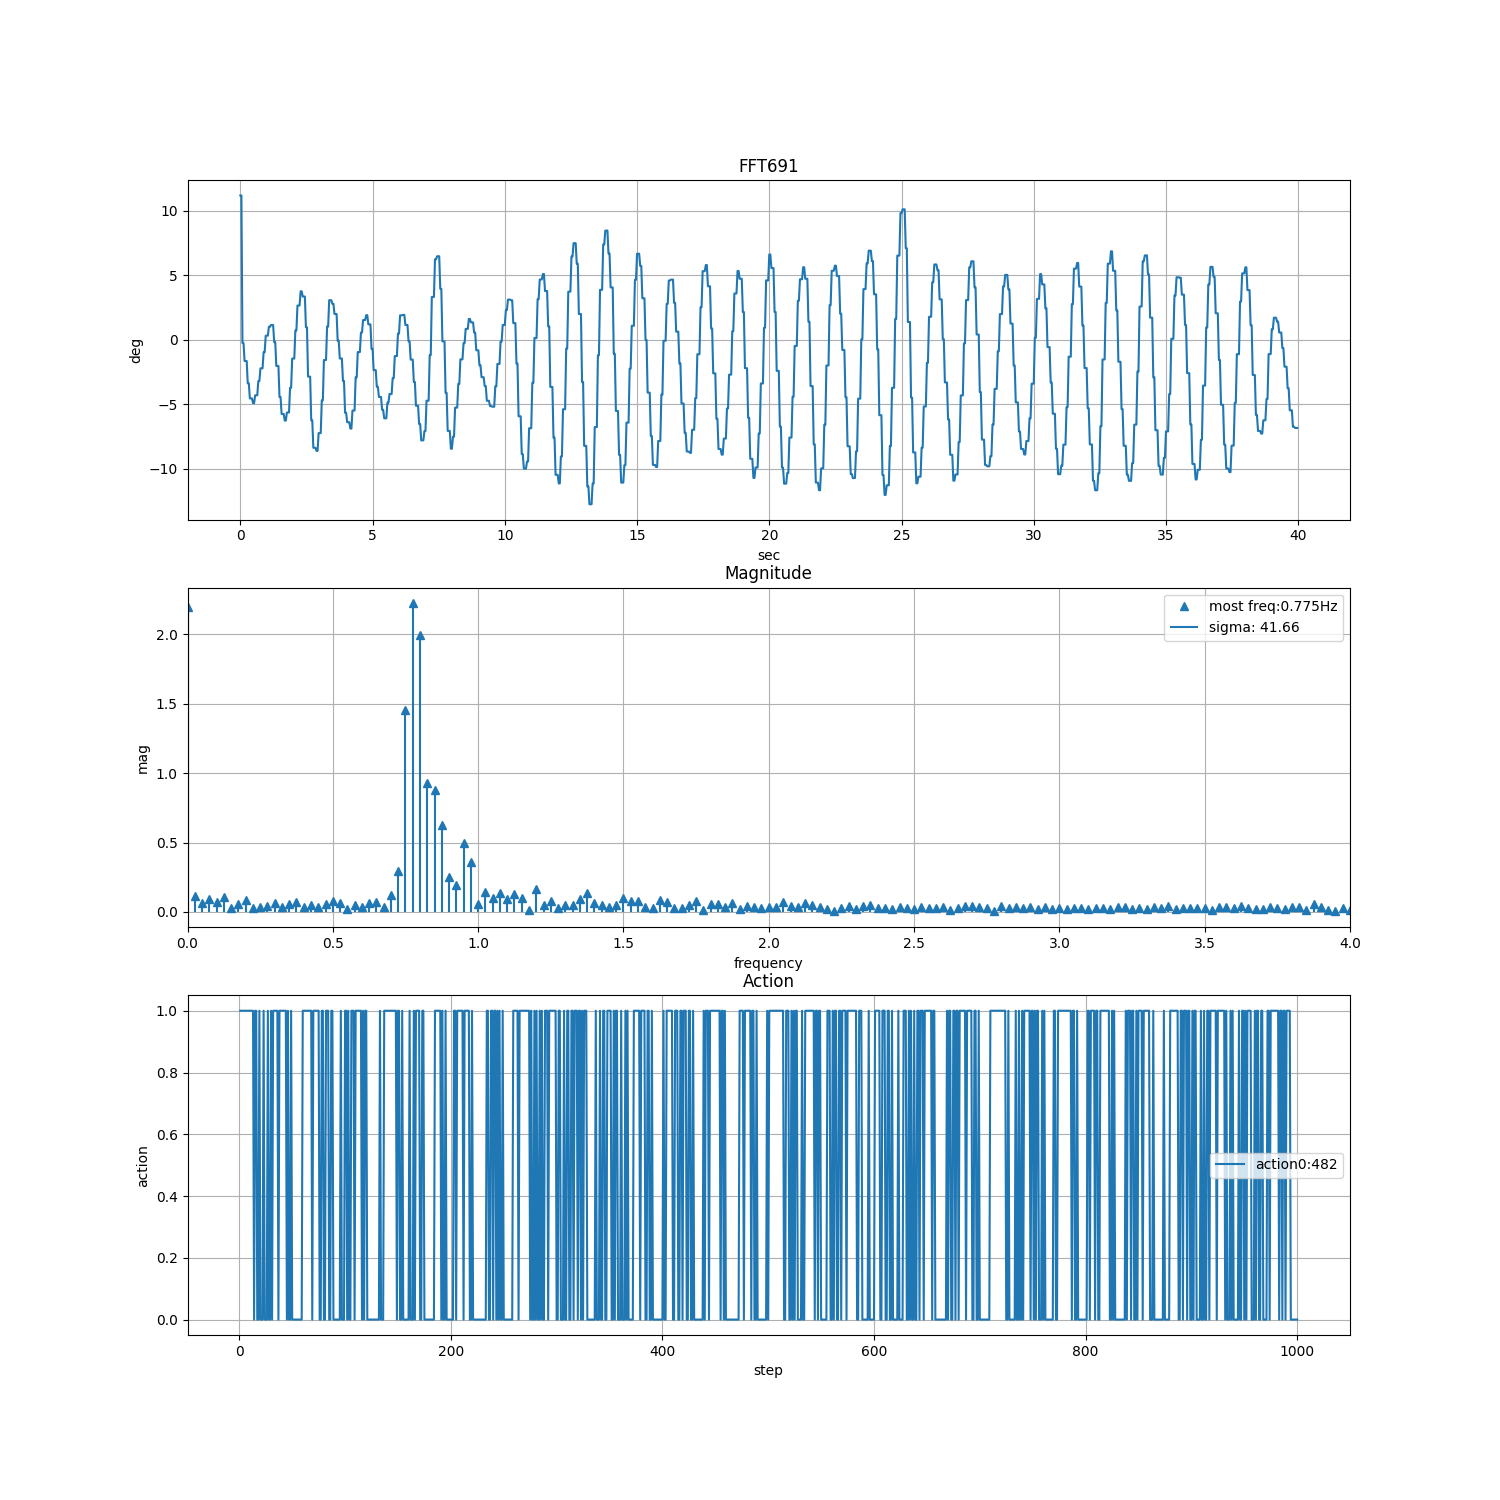 FFT691
10
5
0
−5
−10
deg
0 5 10 15 20 25 30 35 40
sec
Magnitude
2.0
1.5
1.0
0.5
0.0
mag
most freq:0.775Hz
sigma: 41.66
0.0 0.5 1.0 1.5 2.0 2.5 3.0 3.5 4.0
frequency
Action
1.0
0.8
0.6
0.4
0.2
0.0
action
action0:482
0 200 400 600 800 1000
step